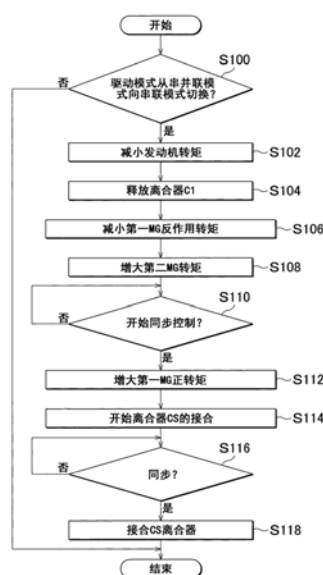 开始
S100
驱动模式从串并联模
式向串联模式切换?
否
是
减小发动机转矩
S102
释放离合器C1
S104
减小第一MG反作用转矩
S106
增大第二MG转矩
S108
S110
开始同步控制?
否
是
增大第一MG正转矩
S112
开始离合器CS的接合
S114
S116
同步?
否
是
接合CS离合器
S118
结束